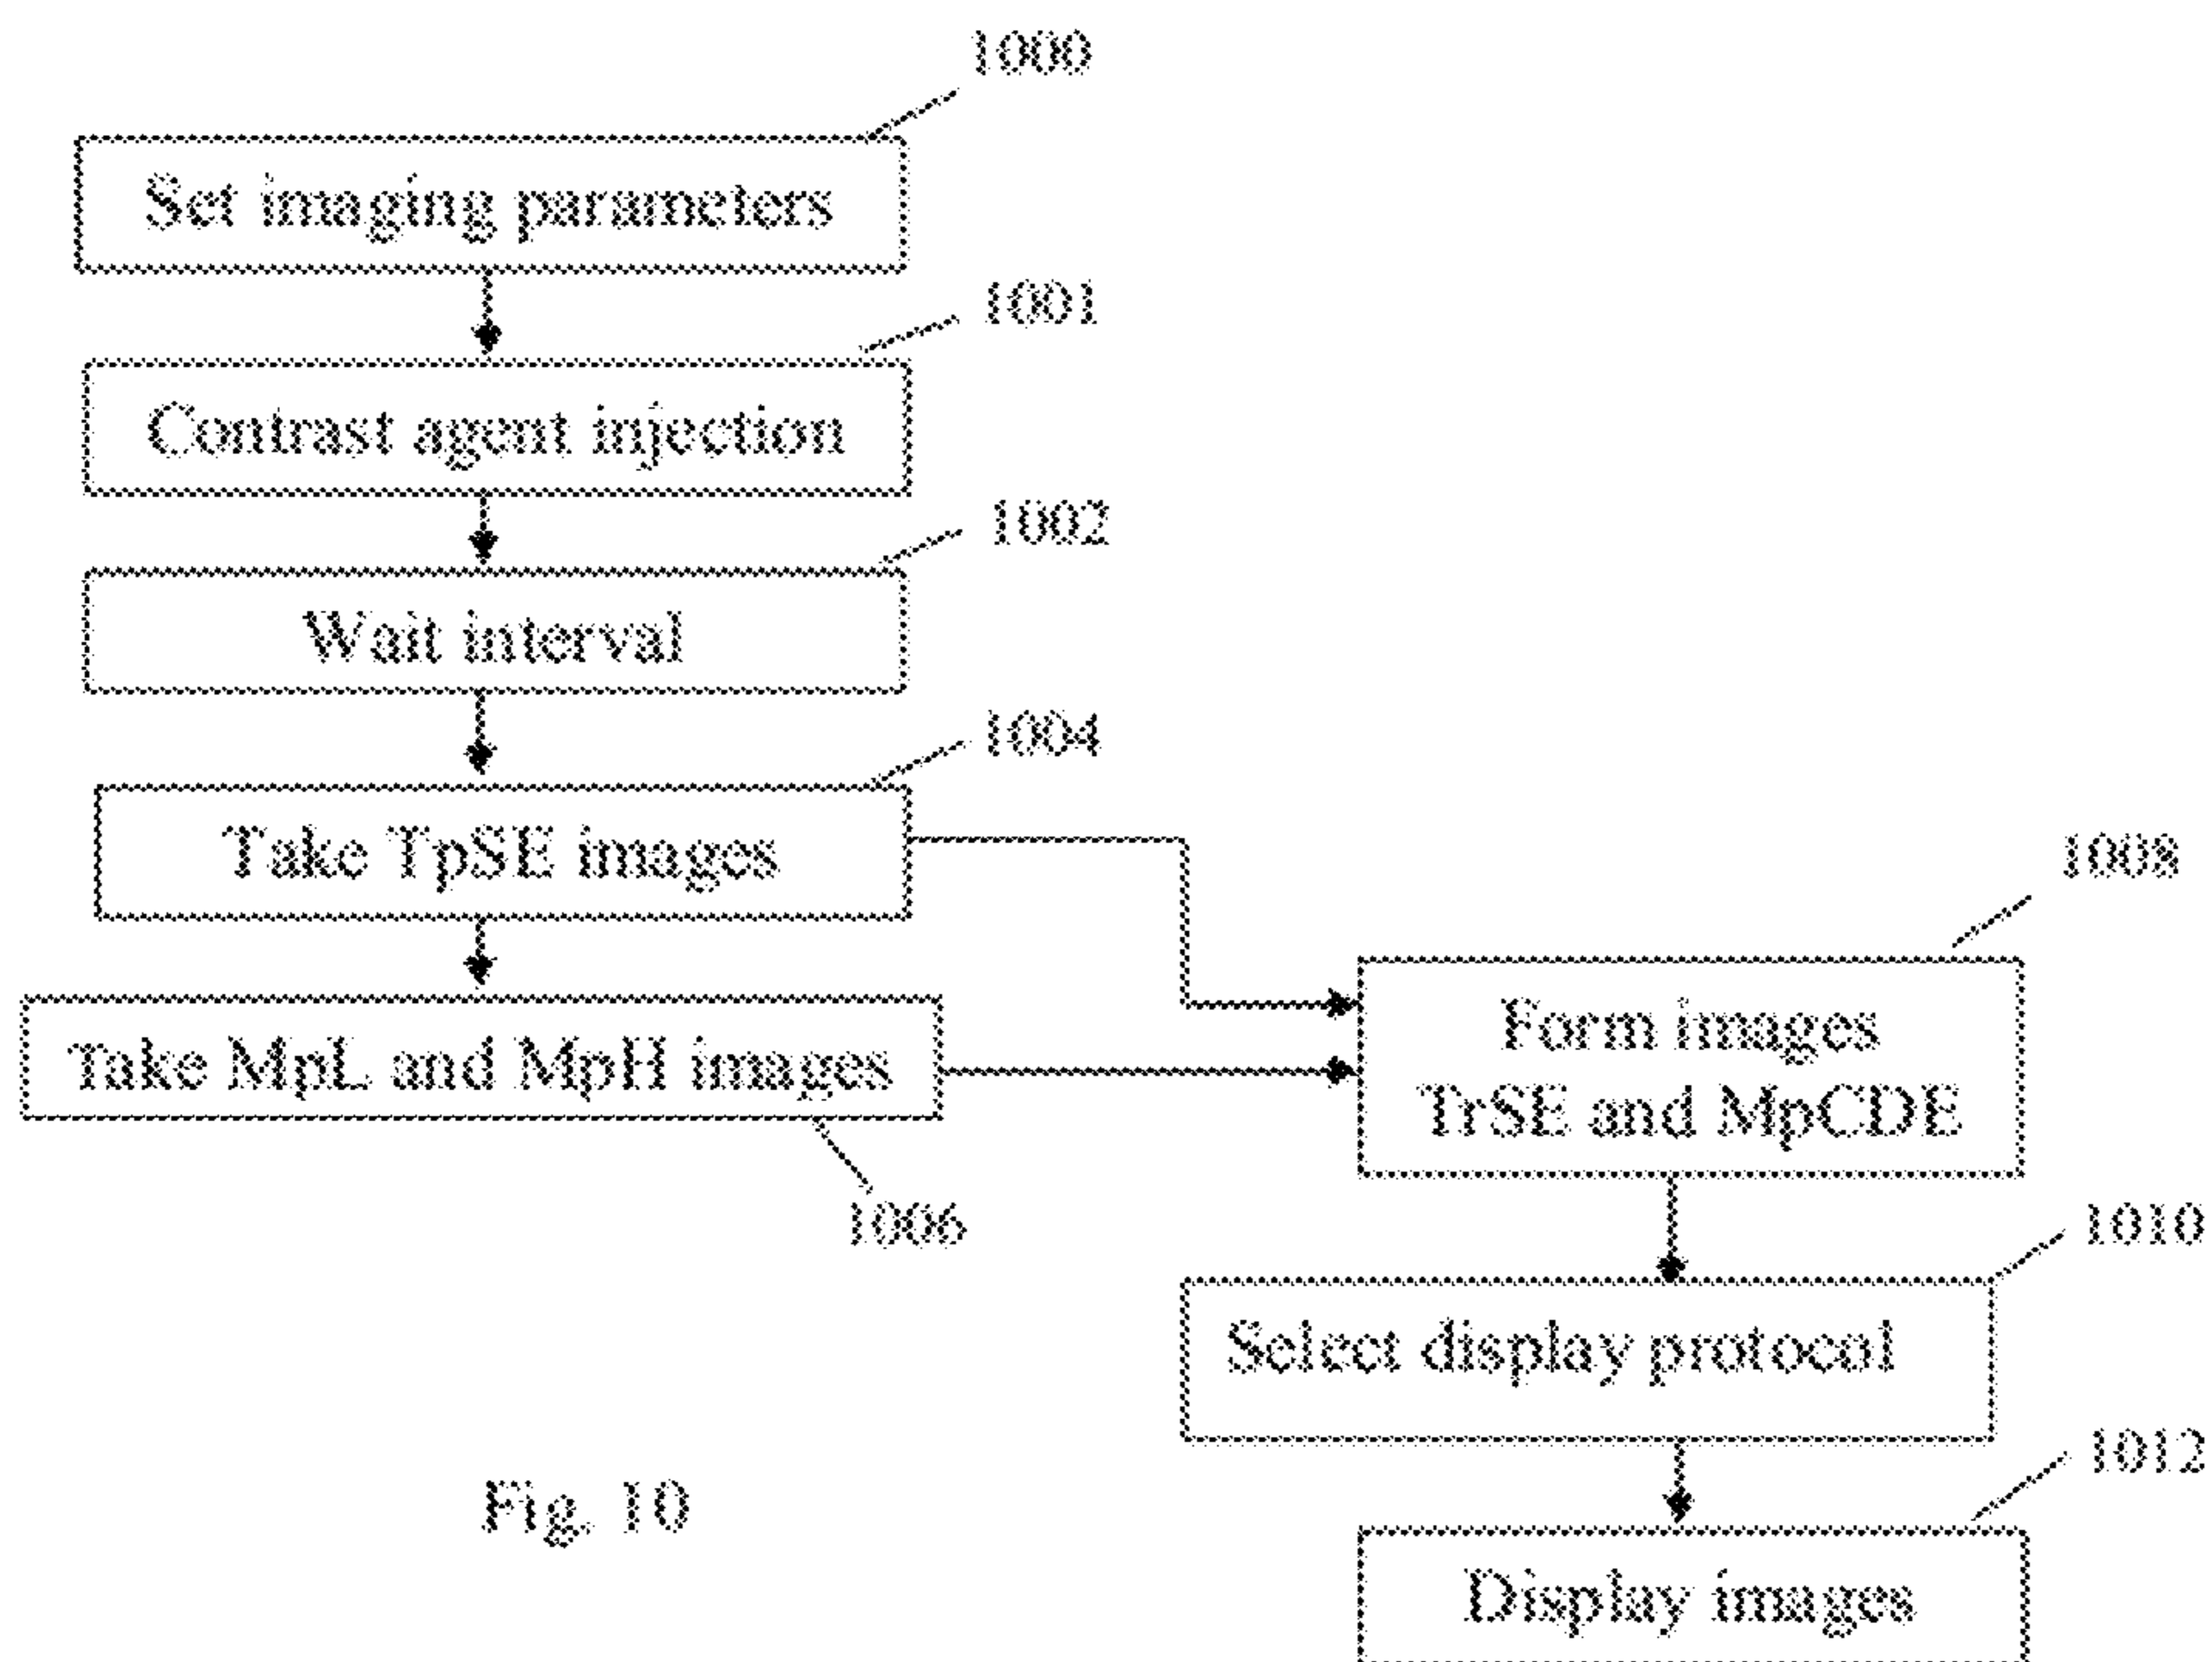 1000
Set imaging parameters
1001
Contrast agent injection
1002
Wait interval
1004
Take TpSE images
1008
Take MpL and MpH images
1006
Form images
TrSE and MpCDE
1010
Select display protocol
1012
Display images
Fig. 10